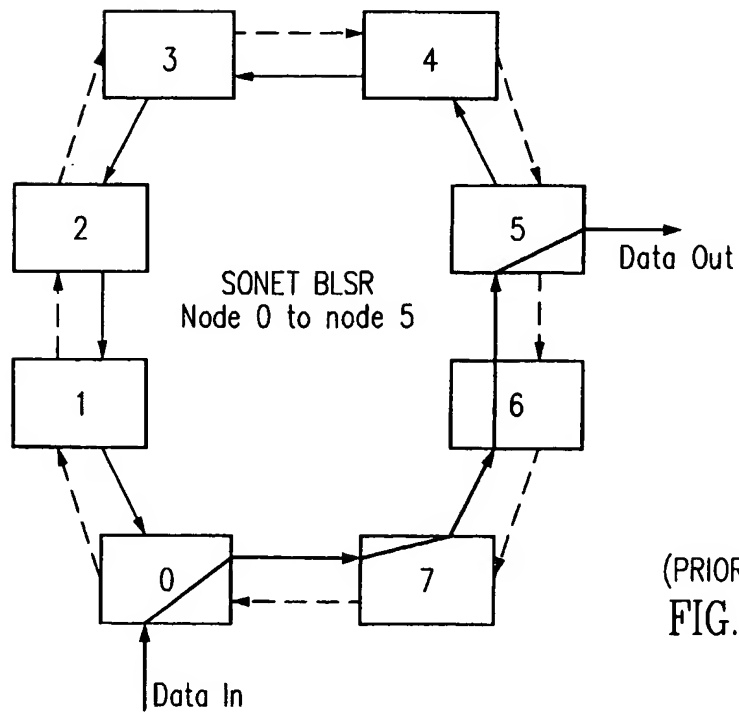 3 4
2
5
Data Out
SONET BLSR
Node 0 to node 5
1
6
0
7
(PRIOR
FIG.
Data In